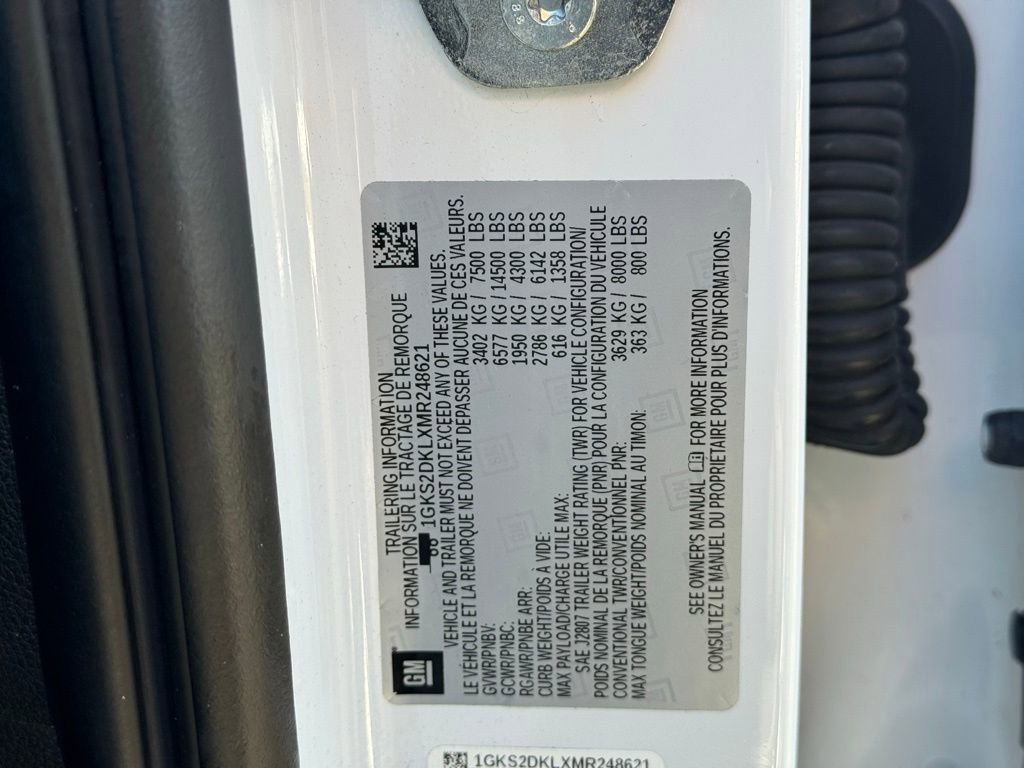 TRAILERING INFORMATION
INFORMATION SUR LE TRACTAGE DE REMORQUE
1GKS2DKLXMR248621
VEHICLE AND TRAILER MUST NOT EXCEED ANY OF THESE VALUES.
LE VÉHICULE ET LA REMORQUE NE DOIVENT DEPASSER AUCUNE DE CES VALEURS.
GVWR/PNBV: 3402 KG / 7500 LBS
GCWR/PNBC: 6577 KG / 14500 LBS
RGAWR/PNBE ARR: 1950 KG / 4300 LBS
CURB WEIGHT/POIDS À VIDE: 2786 KG / 6142 LBS
MAX PAYLOAD/CHARGE UTILE MAX: 616 KG / 1358 LBS
SAE J2807 TRAILER WEIGHT RATING (TWR) FOR VEHICLE CONFIGURATION/
POIDS NOMINAL DE LA REMORQUE (PNR) POUR LA CONFIGURATION DU VEHICULE
CONVENTIONAL TWR/CONVENTIONNEL PNR: 3629 KG / 8000 LBS
MAX TONGUE WEIGHT/POIDS NOMINAL AU TIMON: 363 KG / 800 LBS
SEE OWNER'S MANUAL FOR MORE INFORMATION
CONSULTEZ LE MANUEL DU PROPRIETAIRE POUR PLUS D'INFORMATIONS.
GM
1GKS2DKLXMR248621